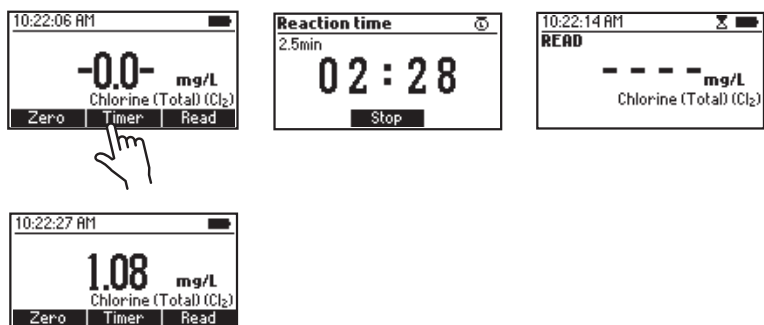 10:22:06 AM
-0.0- mg/L
Chlorine (Total) (Cl₂)
Zero Timer Read
Reaction time
2.5min
02:28
Stop
10:22:14 AM
READ
- - - - mg/L
Chlorine (Total) (Cl₂)
10:22:27 AM
1.08 mg/L
Chlorine (Total) (Cl₂)
Zero Timer Read